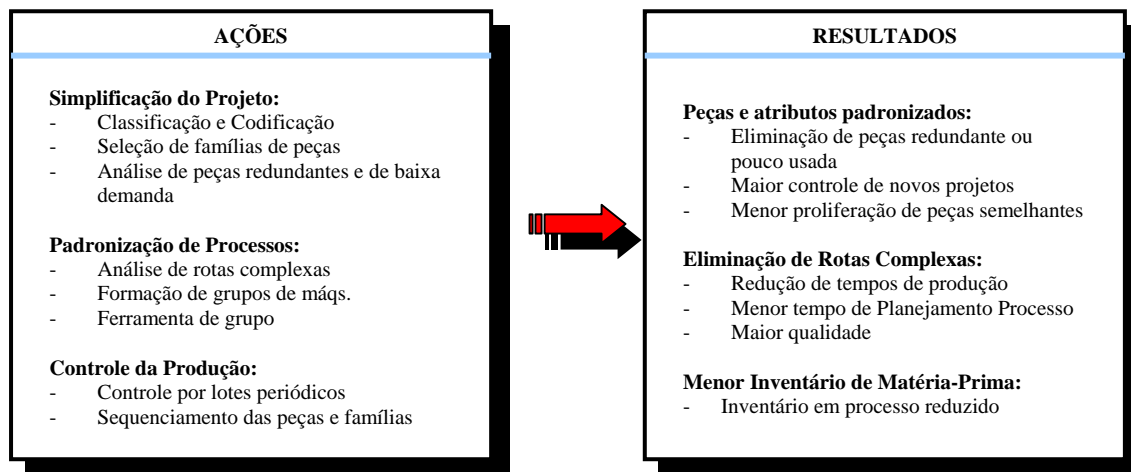 AÇÕES
Simplificação do Projeto:
- Classificação e Codificação
- Seleção de famílias de peças
- Análise de peças redundantes e de baixa
demanda
Padronização de Processos:
- Análise de rotas complexas
- Formação de grupos de máqs.
- Ferramenta de grupo
Controle da Produção:
- Controle por lotes periódicos
- Sequenciamento das peças e famílias
RESULTADOS
Peças e atributos padronizados:
- Eliminação de peças redundante ou
pouco usada
- Maior controle de novos projetos
- Menor proliferação de peças semelhantes
Eliminação de Rotas Complexas:
- Redução de tempos de produção
- Menor tempo de Planejamento Processo
- Maior qualidade
Menor Inventário de Matéria-Prima:
- Inventário em processo reduzido